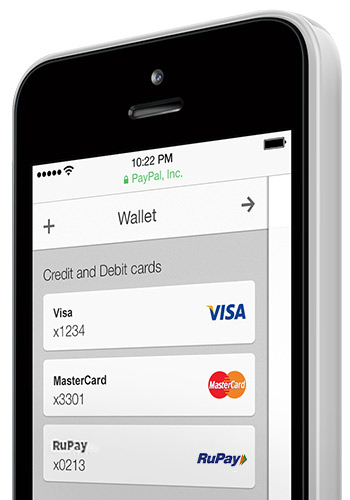 10:22 PM
PayPal, Inc.
+ Wallet →
Credit and Debit cards
Visa
x1234
VISA
MasterCard
x3301
MasterCard
RuPay
x0213
RuPay